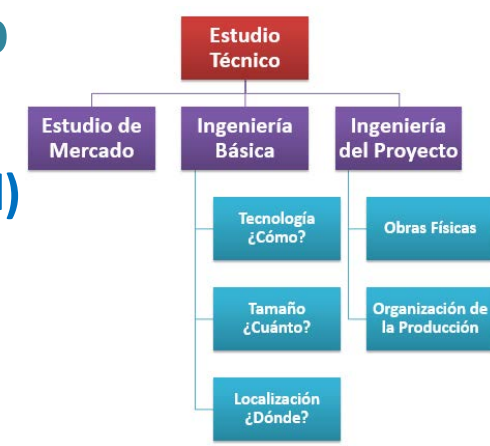 Estudio
Técnico
Estudio de
Mercado
Ingeniería
Básica
Ingeniería
del Proyecto
Tecnología
¿Cómo?
Tamaño
¿Cuánto?
Localización
¿Dónde?
Obras Físicas
Organización de
la Producción